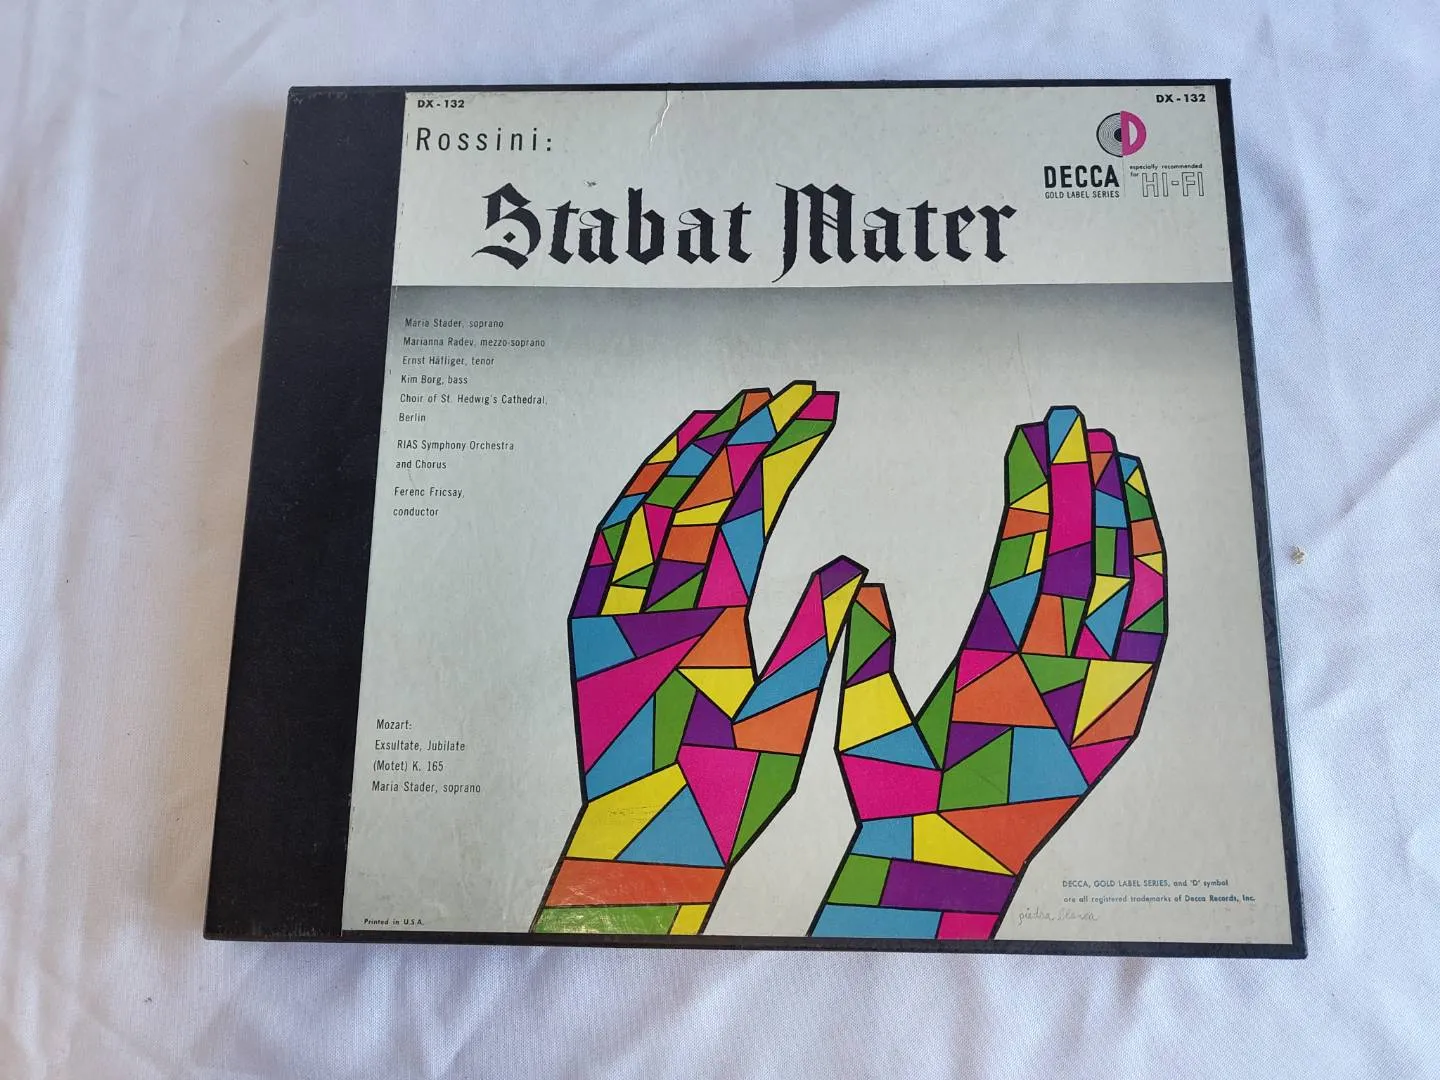 DX - 132
DX - 132
Rossini:
DECCA
GOLD LABEL SERIES
especially recommended
for HI-FI
Stabat Mater
Maria Stader, soprano
Marianna Radev, mezzo-soprano
Ernst Häfliger, tenor
Kim Borg, bass
Choir of St. Hedwig's Cathedral,
Berlin
RIAS Symphony Orchestra
and Chorus
Ferenc Fricsay,
conductor
Mozart:
Exsultate, Jubilate
(Motet) K. 165
Maria Stader, soprano
DECCA, GOLD LABEL SERIES, and 'D' symbol
are all registered trademarks of Decca Records, Inc.
Printed in U.S.A.